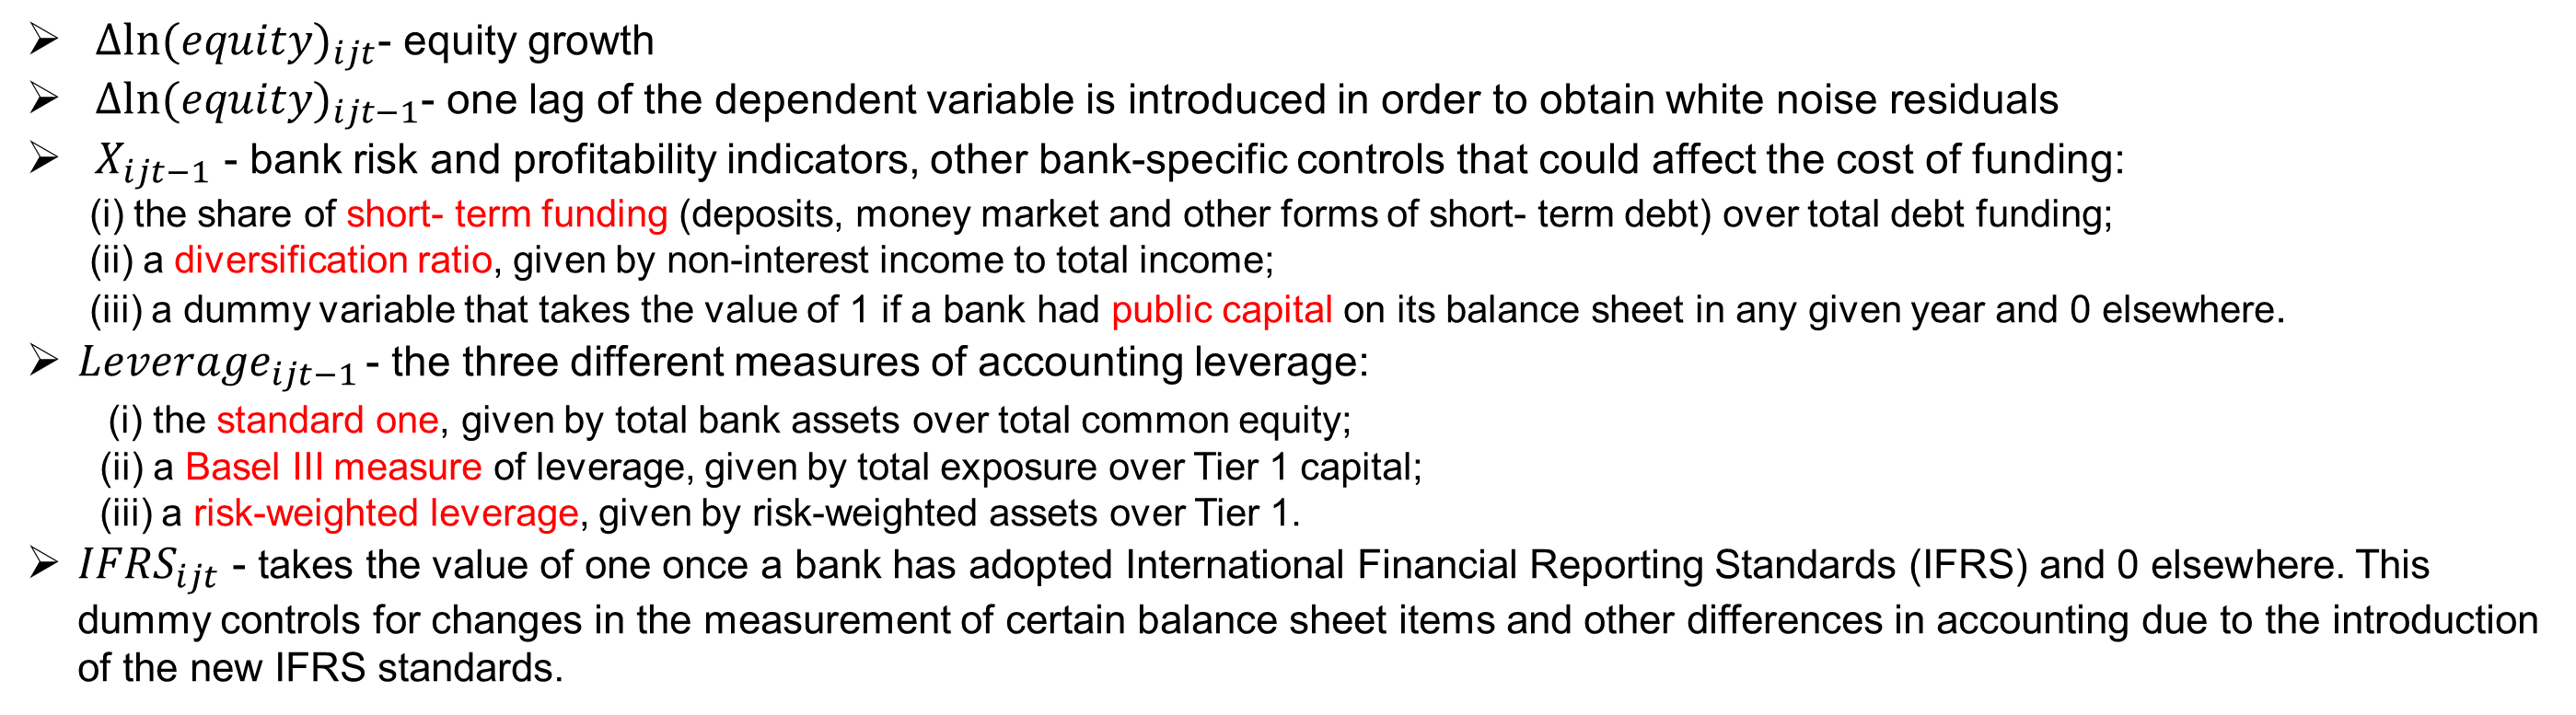 ➢ Δln(equity)ijt- equity growth
➢ Δln(equity)ijt−1- one lag of the dependent variable is introduced in order to obtain white noise residuals
➢ Xijt−1 - bank risk and profitability indicators, other bank-specific controls that could affect the cost of funding:
(i) the share of short- term funding (deposits, money market and other forms of short- term debt) over total debt funding;
(ii) a diversification ratio, given by non-interest income to total income;
(iii) a dummy variable that takes the value of 1 if a bank had public capital on its balance sheet in any given year and 0 elsewhere.
➢ Leverageijt−1 - the three different measures of accounting leverage:
(i) the standard one, given by total bank assets over total common equity;
(ii) a Basel III measure of leverage, given by total exposure over Tier 1 capital;
(iii) a risk-weighted leverage, given by risk-weighted assets over Tier 1.
➢ IFRSijt - takes the value of one once a bank has adopted International Financial Reporting Standards (IFRS) and 0 elsewhere. This
dummy controls for changes in the measurement of certain balance sheet items and other differences in accounting due to the introduction
of the new IFRS standards.